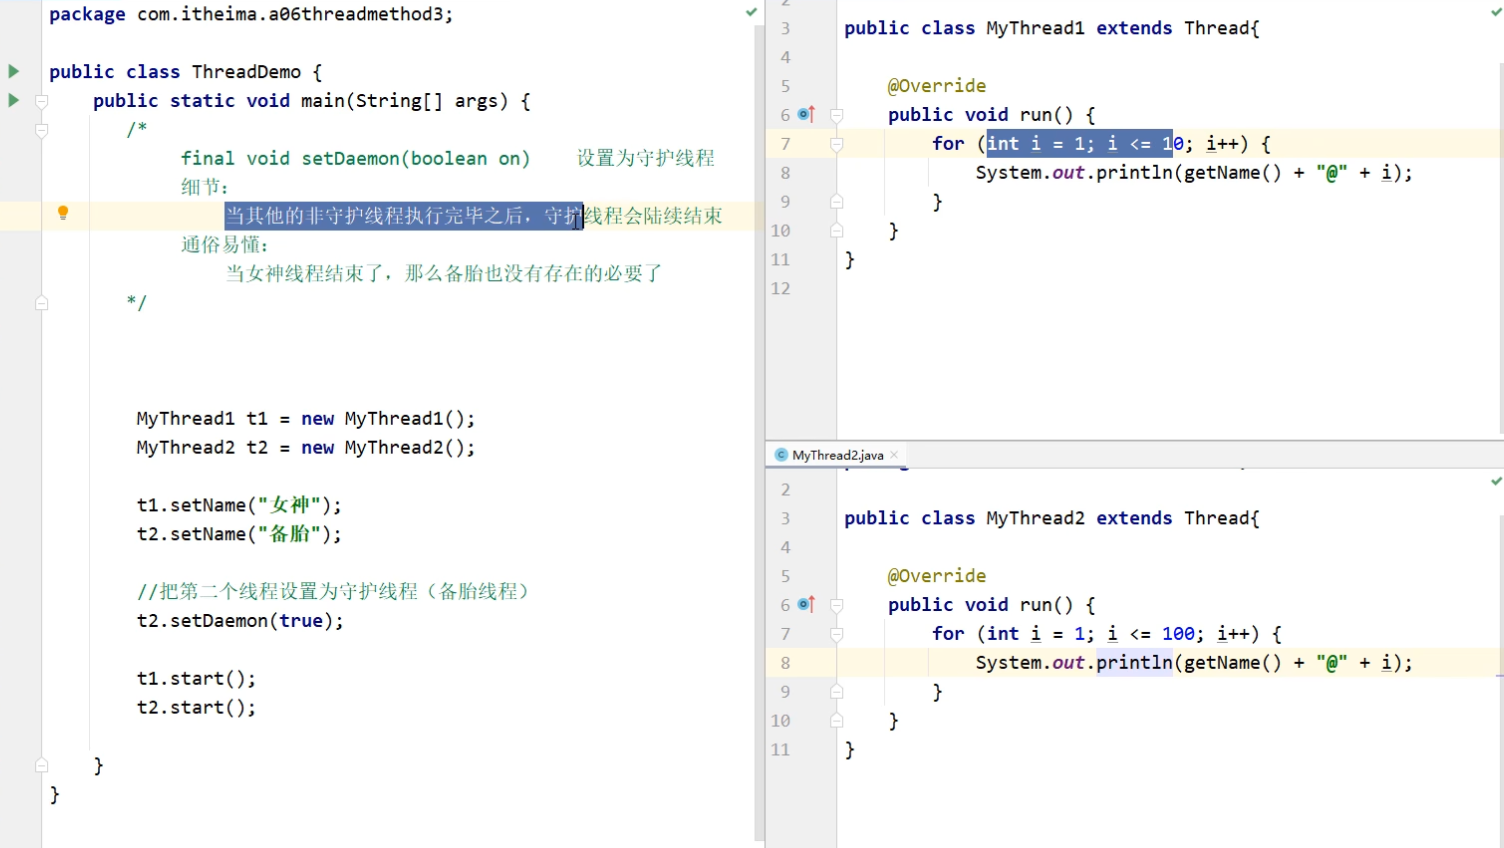 package com.itheima.a06threadmethod3;
public class ThreadDemo {
public static void main(String[] args) {
/*
final void setDaemon(boolean on) 设置为守护线程
细节：
当其他的非守护线程执行完毕之后，守护线程会陆续结束
通俗易懂：
当女神线程结束了，那么备胎也没有存在的必要了
*/
MyThread1 t1 = new MyThread1();
MyThread2 t2 = new MyThread2();
t1.setName("女神");
t2.setName("备胎");
//把第二个线程设置为守护线程（备胎线程）
t2.setDaemon(true);
t1.start();
t2.start();
}
}
3 public class MyThread1 extends Thread{
4
5 @Override
6 public void run() {
7 for (int i = 1; i <= 10; i++) {
8 System.out.println(getName() + "@" + i);
9 }
10 }
11 }
12
MyThread2.java
2
3 public class MyThread2 extends Thread{
4
5 @Override
6 public void run() {
7 for (int i = 1; i <= 100; i++) {
8 System.out.println(getName() + "@" + i);
9 }
10 }
11 }